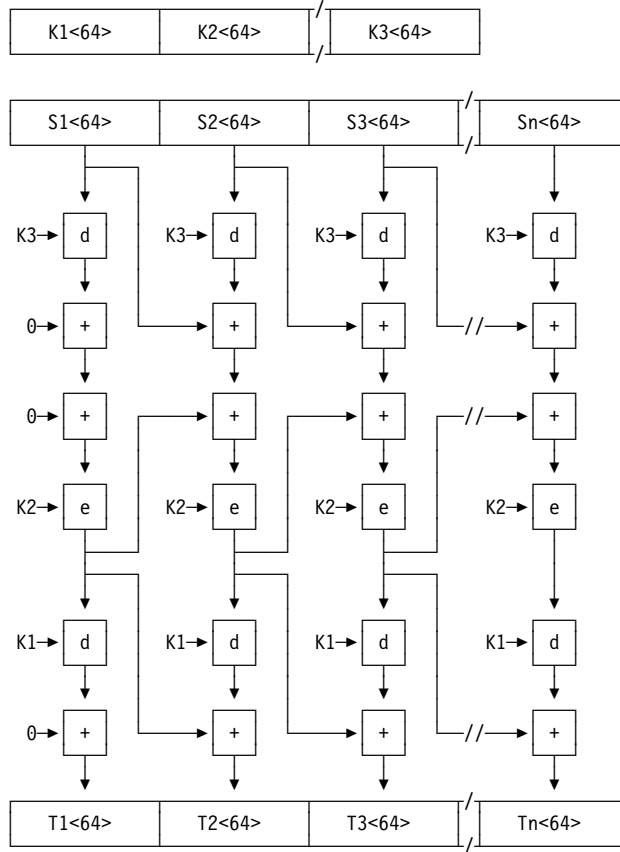 K1<64> K2<64> / / K3<64>
S1<64> S2<64> S3<64> / / Sn<64>
K3 d K3 d K3 d K3 d
0 + + + // +
0 + + + // +
K2 e K2 e K2 e K2 e
K1 d K1 d K1 d K1 d
0 + + + // +
T1<64> T2<64> T3<64> / / Tn<64>